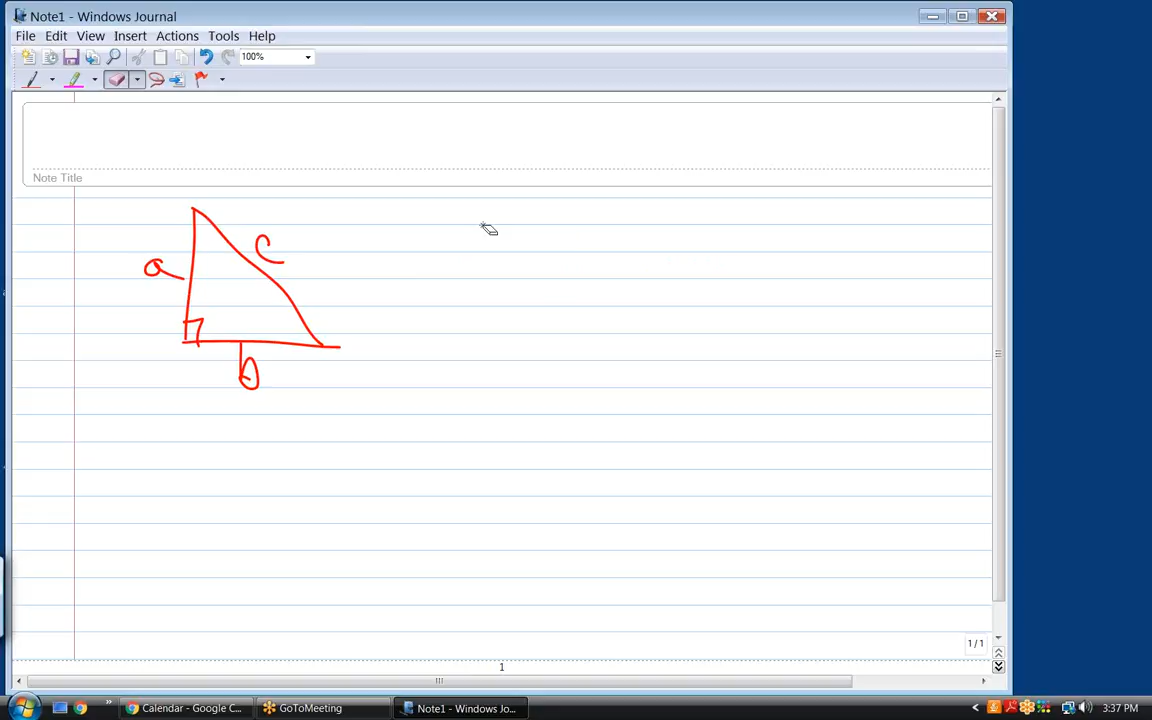 Note1 - Windows Journal
File Edit View Insert Actions Tools Help
100%
Note Title
c
a
b
1/1
1
Calendar - Google C...
GoToMeeting
Note1 - Windows Jo...
3:37 PM